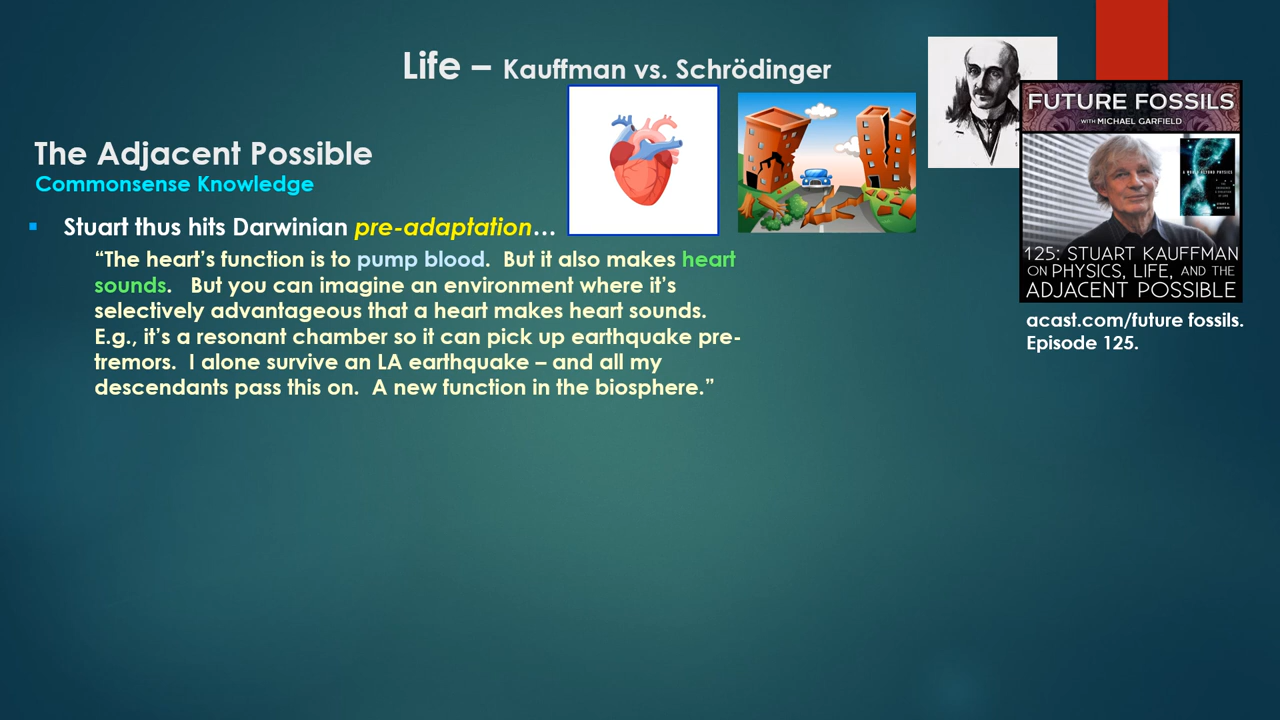 Life – Kauffman vs. Schrödinger
FUTURE FOSSILS
WITH MICHAEL GARFIELD
The Adjacent Possible
Commonsense Knowledge
Stuart thus hits Darwinian pre-adaptation…
“The heart’s function is to pump blood.  But it also makes heart
sounds.   But you can imagine an environment where it’s
selectively advantageous that a heart makes heart sounds.
E.g., it’s a resonant chamber so it can pick up earthquake pre-
tremors.  I alone survive an LA earthquake – and all my
descendants pass this on.  A new function in the biosphere.”
A WORLD BEYOND PHYSICS
125: STUART KAUFFMAN
ON PHYSICS, LIFE, AND THE
ADJACENT POSSIBLE
acast.com/future fossils.
Episode 125.